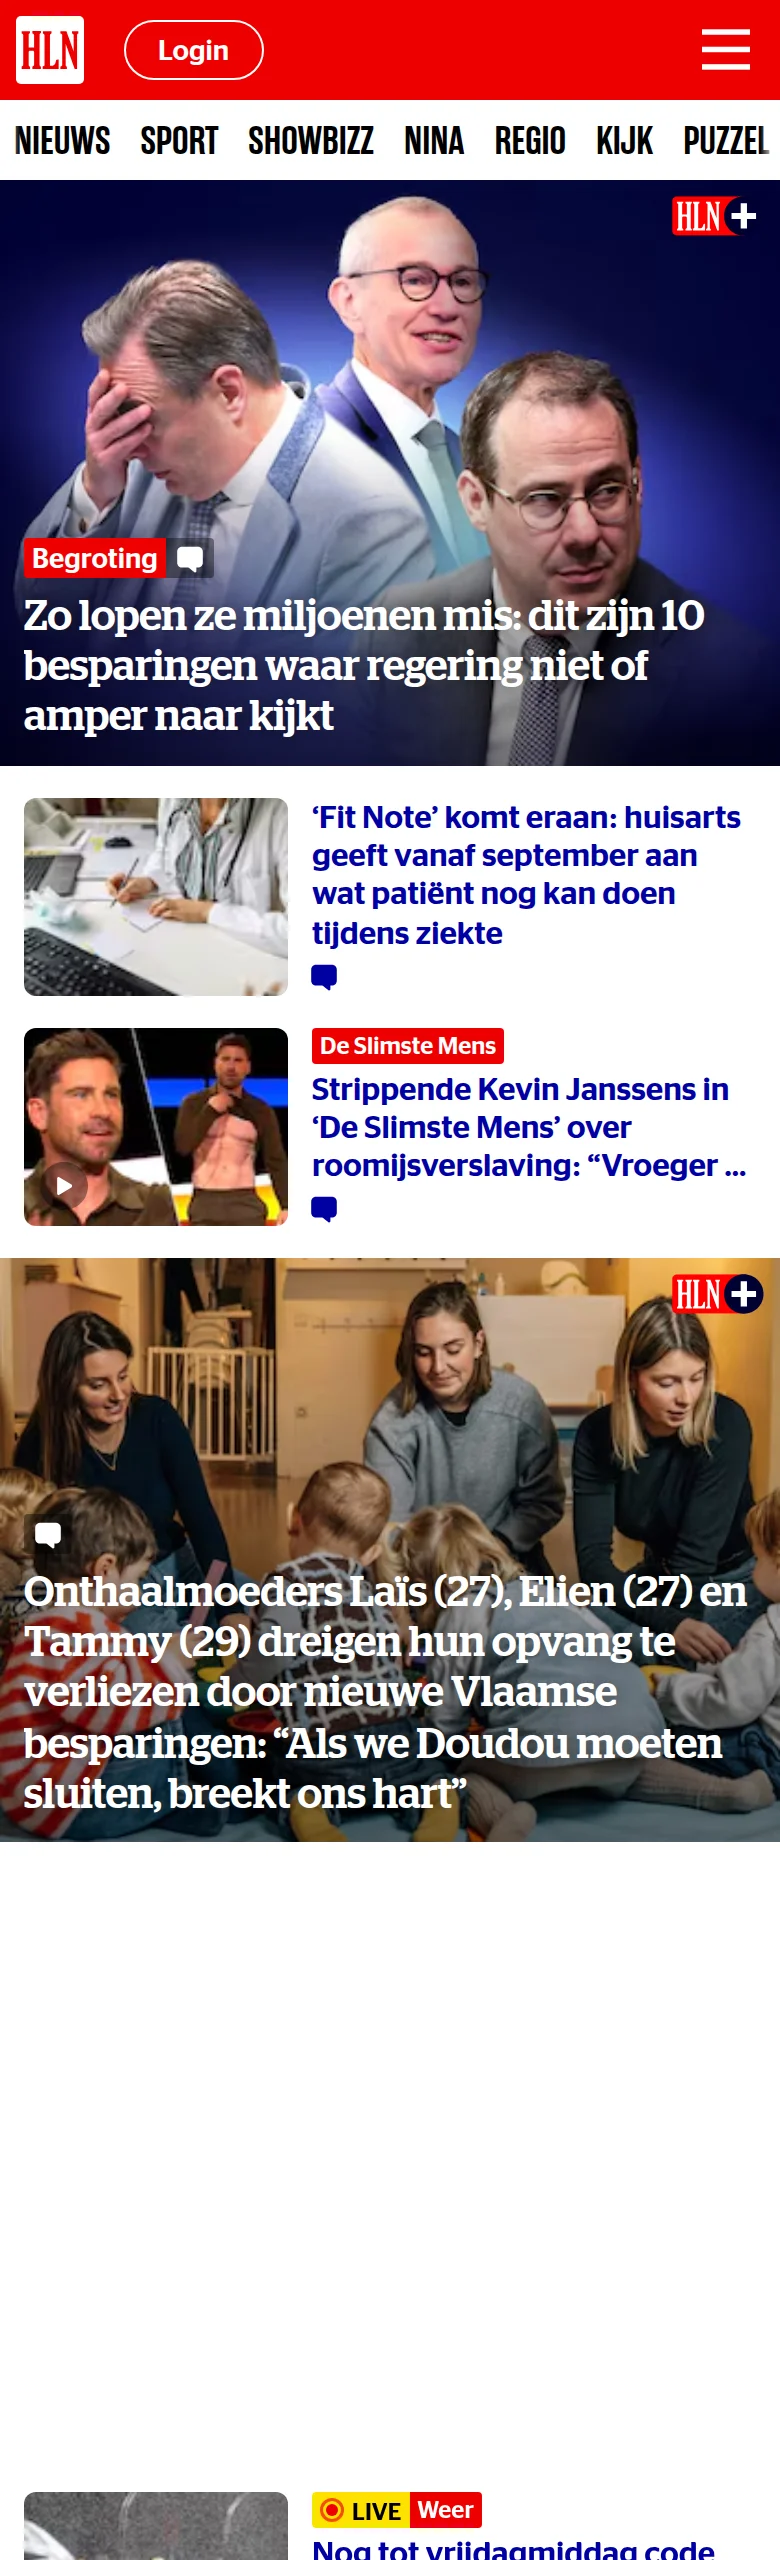 HLN
Login
NIEUWS SPORT SHOWBIZZ NINA REGIO KIJK PUZZEL
HLN+
Begroting
Zo lopen ze miljoenen mis: dit zijn 10
besparingen waar regering niet of
amper naar kijkt
‘Fit Note’ komt eraan: huisarts
geeft vanaf september aan
wat patiënt nog kan doen
tijdens ziekte
De Slimste Mens
Strippende Kevin Janssens in
‘De Slimste Mens’ over
roomijsverslaving: “Vroeger ...
HLN+
Onthaalmoeders Laïs (27), Elien (27) en
Tammy (29) dreigen hun opvang te
verliezen door nieuwe Vlaamse
besparingen: “Als we Doudou moeten
sluiten, breekt ons hart”
LIVE Weer
Nog tot vrijdagmiddag code